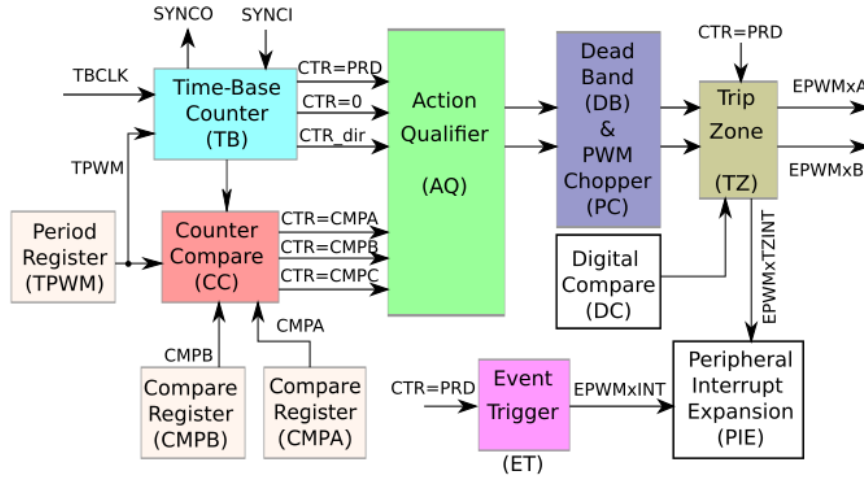 SYNCO
SYNCI
TBCLK
Time-Base
Counter
(TB)
CTR=PRD
CTR=0
CTR_dir
Action
Qualifier
(AQ)
Dead
Band
(DB)
&
PWM
Chopper
(PC)
CTR=PRD
Trip
Zone
(TZ)
EPWMxA
EPWMxB
TPWM
Period
Register
(TPWM)
Counter
Compare
(CC)
CTR=CMPA
CTR=CMPB
CTR=CMPC
Digital
Compare
(DC)
EPWMxTZINT
CMPB
CMPA
Compare
Register
(CMPB)
Compare
Register
(CMPA)
CTR=PRD
Event
Trigger
(ET)
EPWMxINT
Peripheral
Interrupt
Expansion
(PIE)